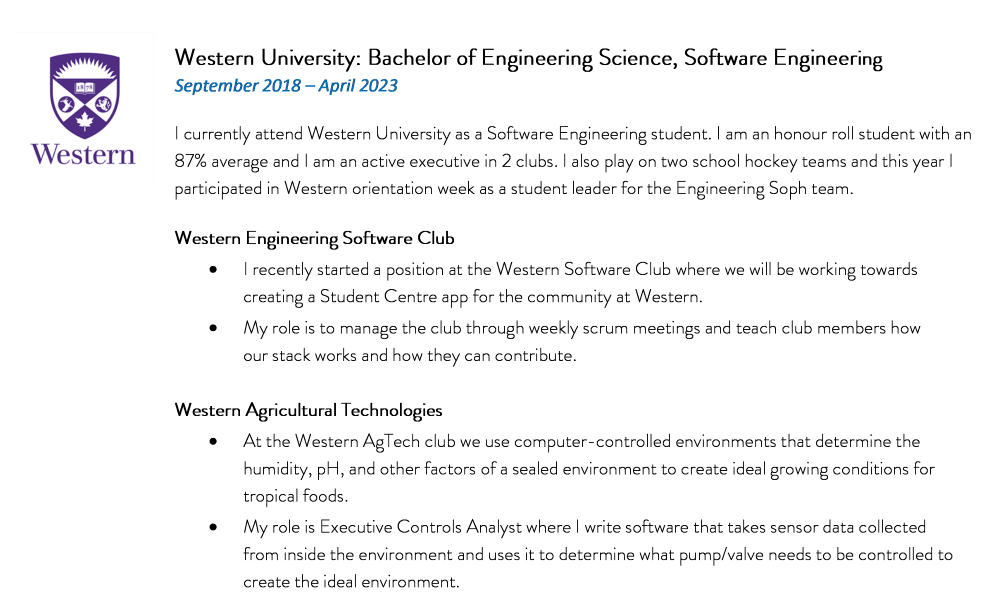 Western University: Bachelor of Engineering Science, Software Engineering
September 2018 – April 2023
Western
I currently attend Western University as a Software Engineering student. I am an honour roll student with an
87% average and I am an active executive in 2 clubs. I also play on two school hockey teams and this year I
participated in Western orientation week as a student leader for the Engineering Soph team.
Western Engineering Software Club
• I recently started a position at the Western Software Club where we will be working towards
creating a Student Centre app for the community at Western.
• My role is to manage the club through weekly scrum meetings and teach club members how
our stack works and how they can contribute.
Western Agricultural Technologies
• At the Western AgTech club we use computer-controlled environments that determine the
humidity, pH, and other factors of a sealed environment to create ideal growing conditions for
tropical foods.
• My role is Executive Controls Analyst where I write software that takes sensor data collected
from inside the environment and uses it to determine what pump/valve needs to be controlled to
create the ideal environment.